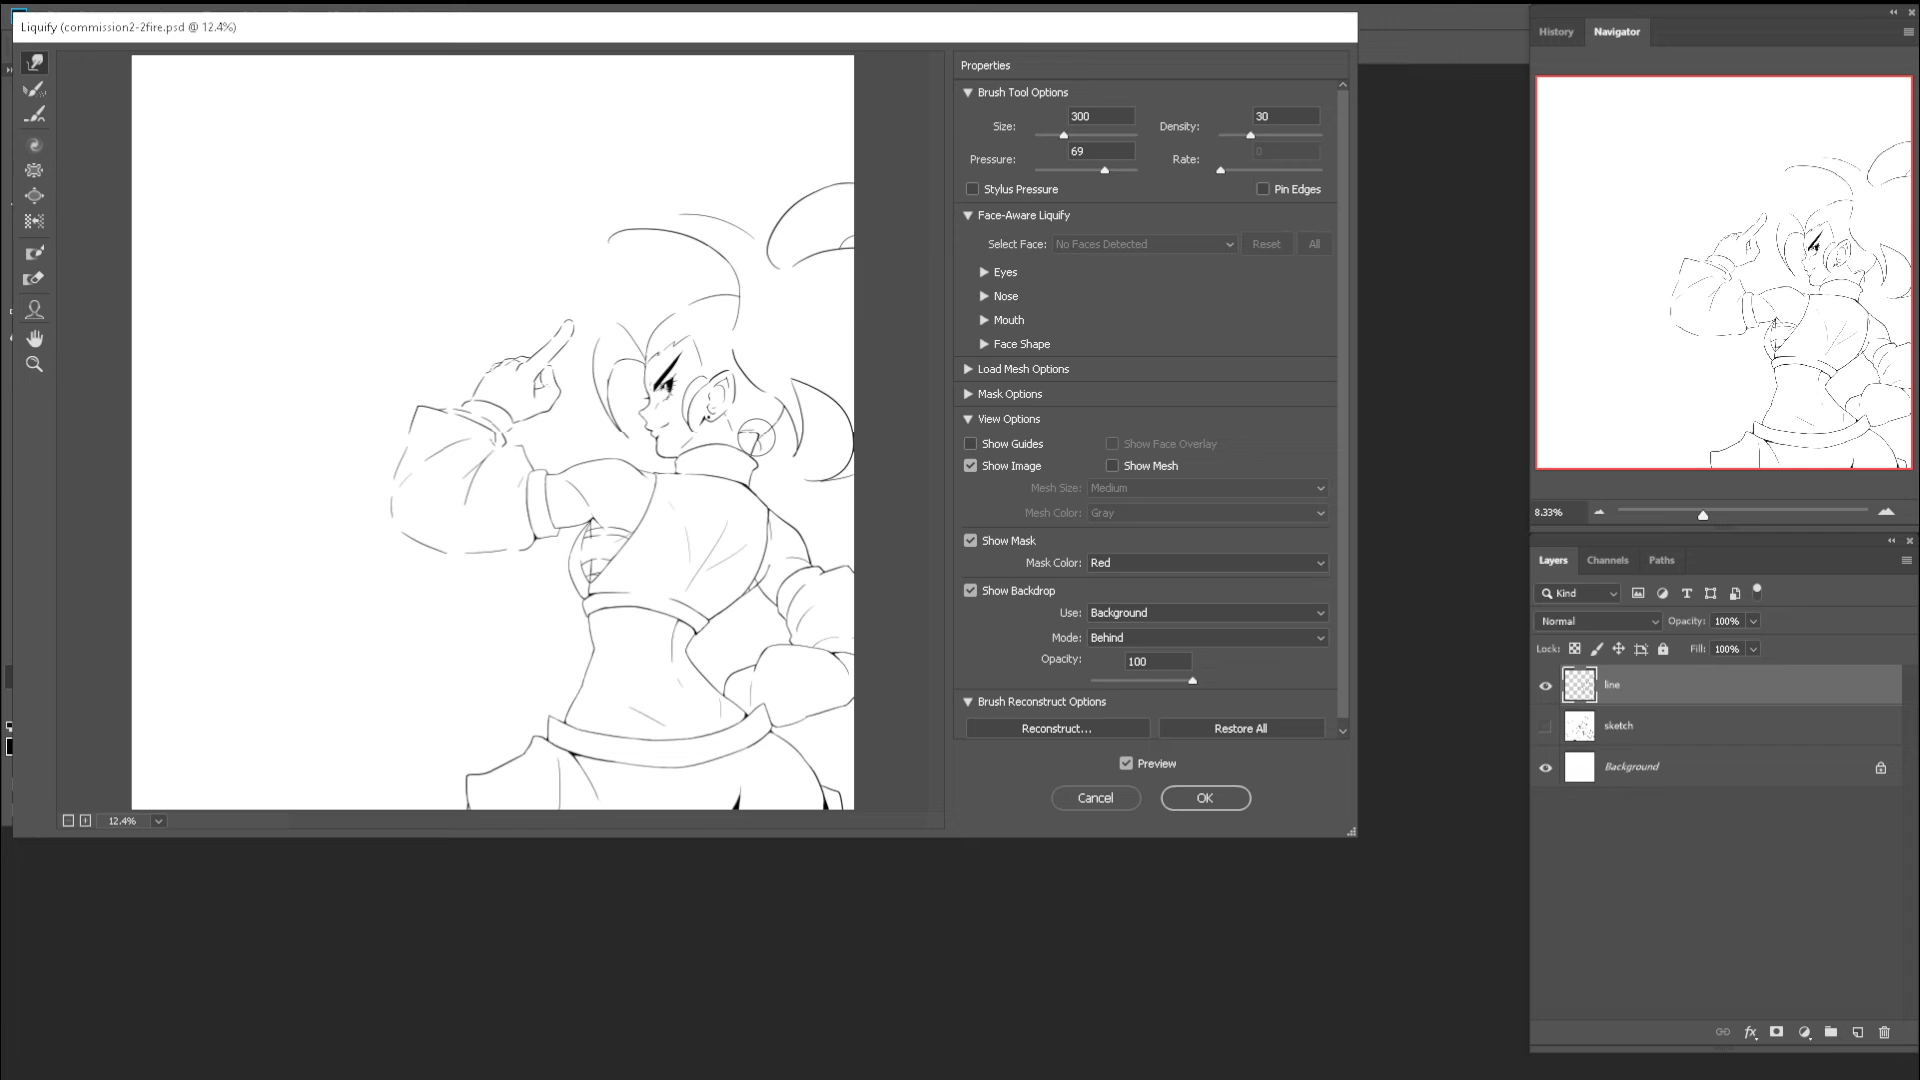 Liquify (commission2-2fire.psd @ 12.4%)
Properties
Brush Tool Options
Size: 300 Density: 30
Pressure: 69 Rate: 0
Stylus Pressure Pin Edges
Face-Aware Liquify
Select Face: No Faces Detected Reset All
Eyes
Nose
Mouth
Face Shape
Load Mesh Options
Mask Options
View Options
Show Guides Show Face Overlay
Show Image Show Mesh
Mesh Size: Medium
Mesh Color: Gray
Show Mask
Mask Color: Red
Show Backdrop
Use: Background
Mode: Behind
Opacity: 100
Brush Reconstruct Options
Reconstruct... Restore All
Preview
Cancel OK
12.4%
History Navigator
8.33%
Layers Channels Paths
Kind
Normal Opacity: 100%
Lock: Fill: 100%
line
sketch
Background